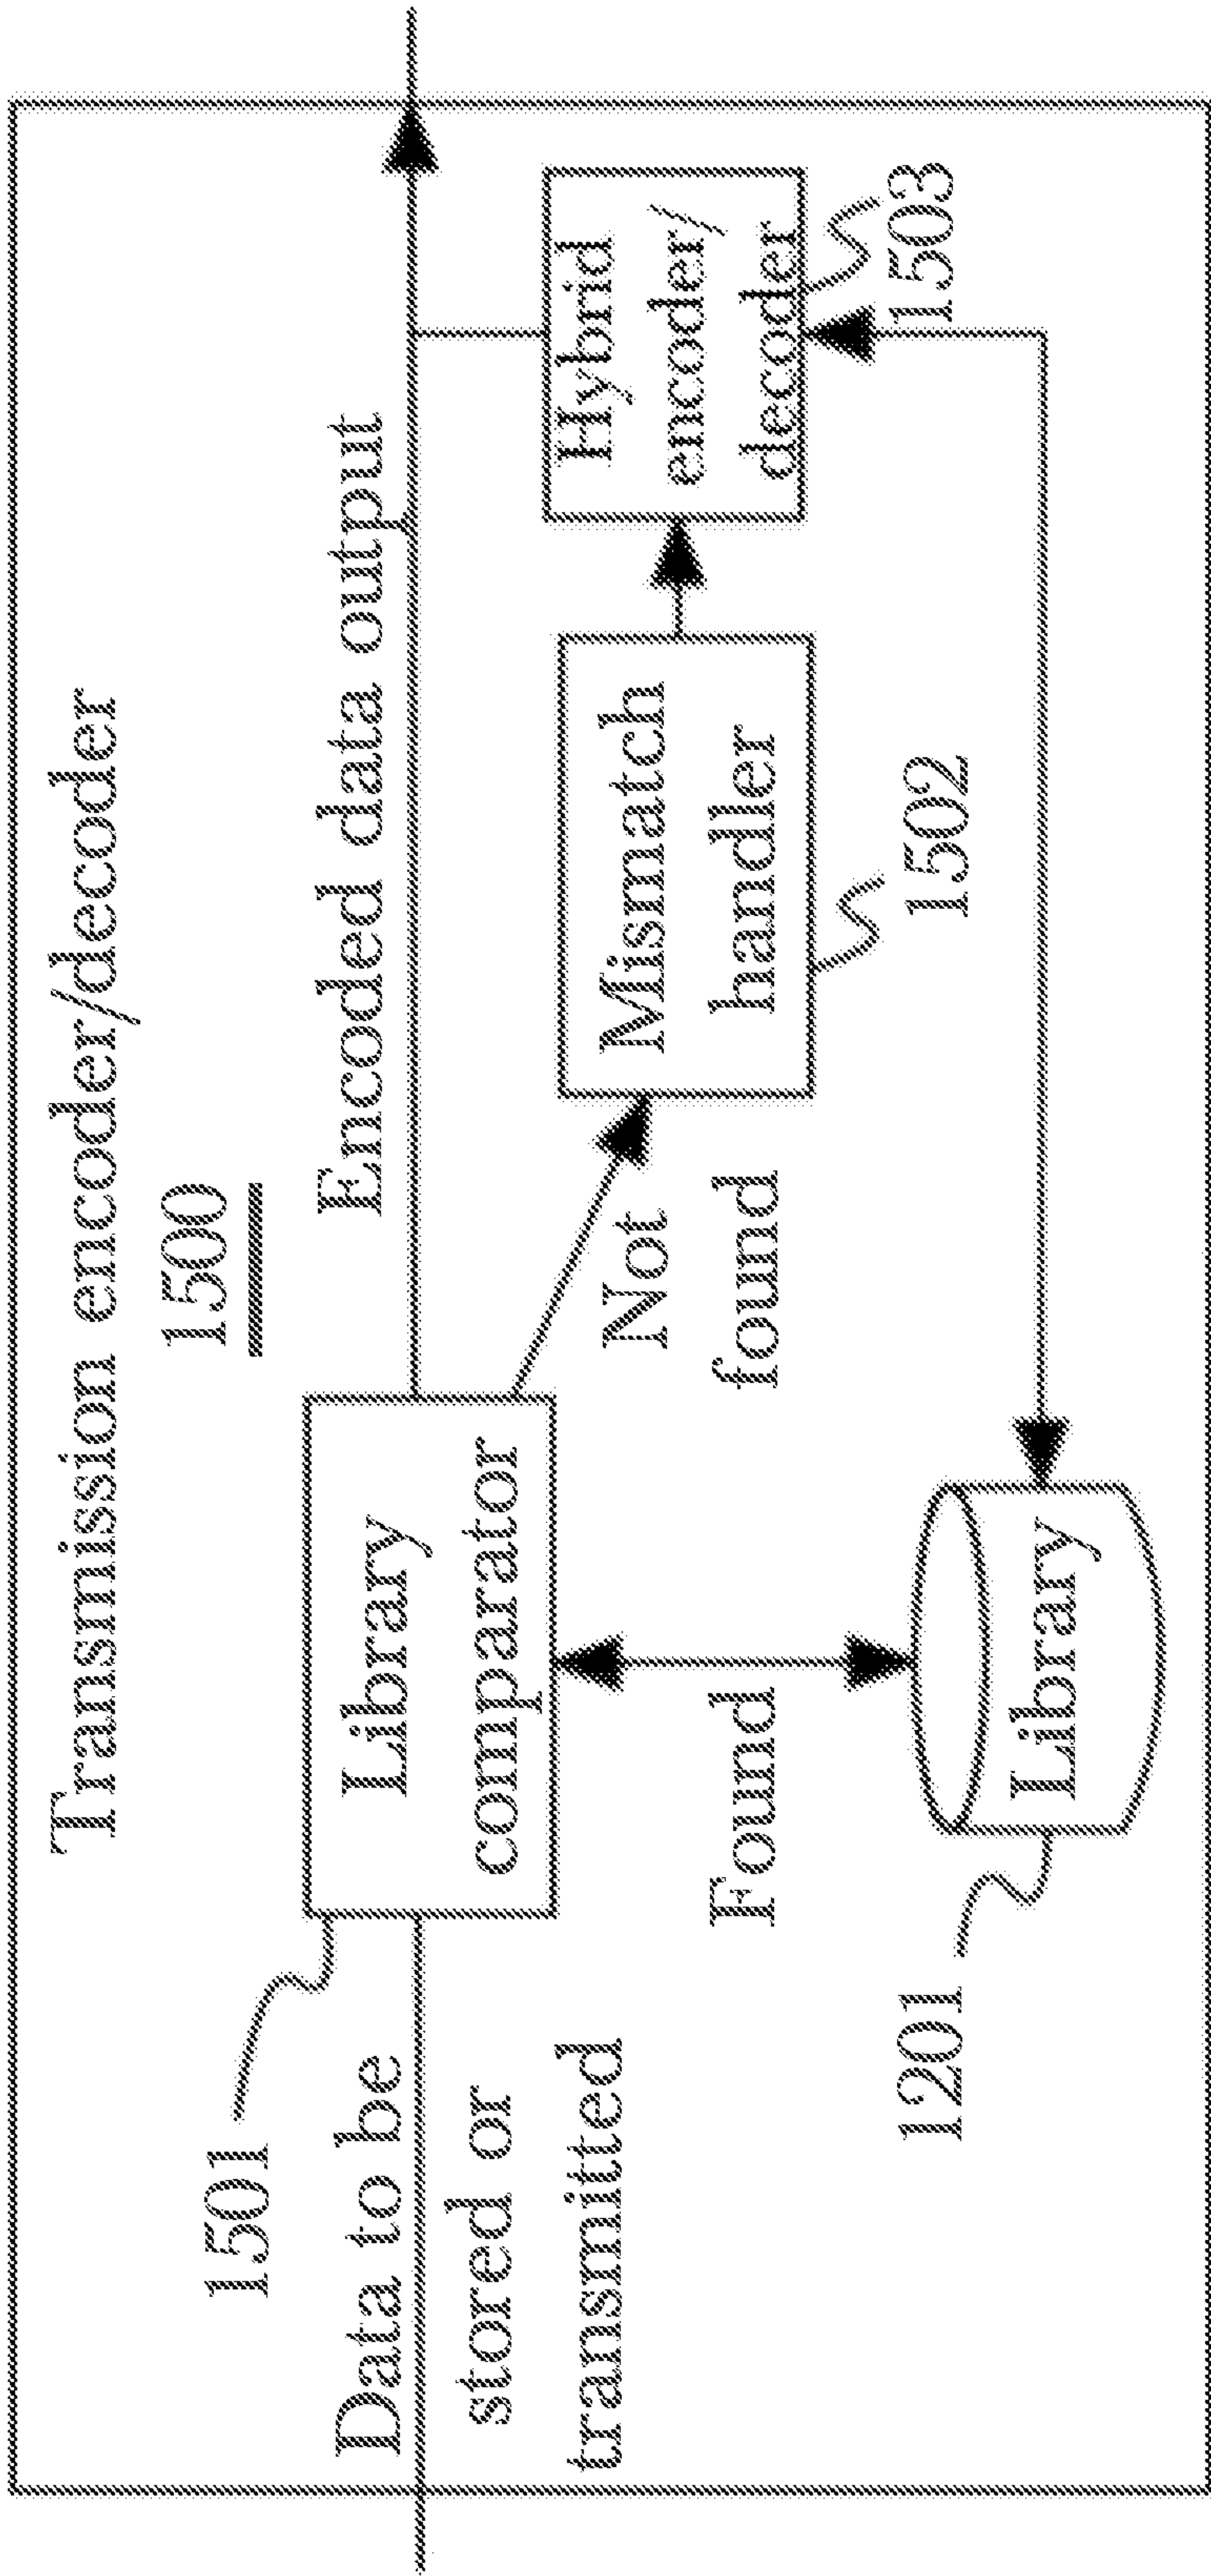 Transmission encoder/decoder
1500
1501
Data to be
stored or
transmitted
Library
comparator
Encoded data output
Not
found
Mismatch
handler
1502
Hybrid
encoder/
decoder
1503
Found
1201
Library